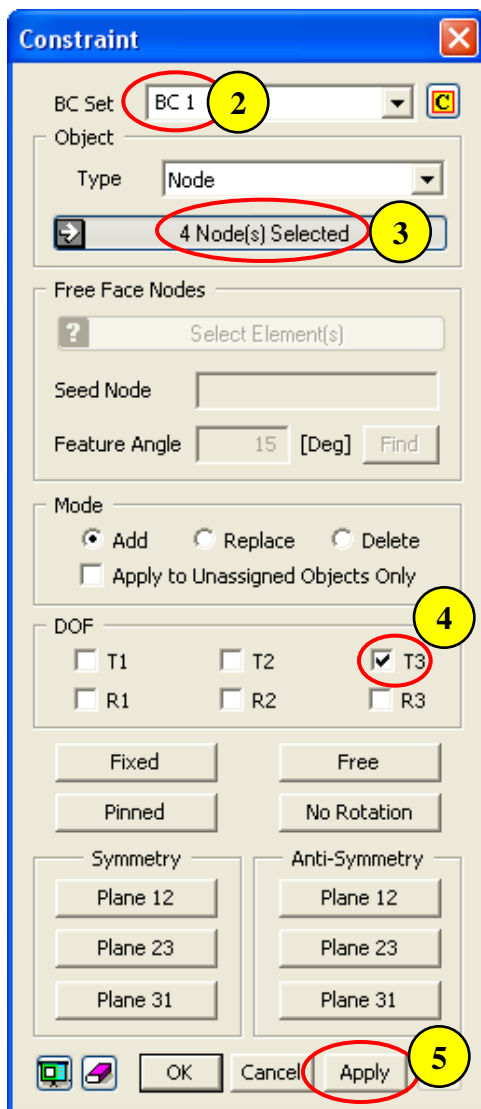 Constraint
BC Set BC 1 2 C
Object
Type Node
4 Node(s) Selected 3
Free Face Nodes
? Select Element(s)
Seed Node
Feature Angle 15 [Deg] Find
Mode
Add Replace Delete
Apply to Unassigned Objects Only
DOF 4
T1 T2 T3
R1 R2 R3
Fixed Free
Pinned No Rotation
Symmetry Anti-Symmetry
Plane 12 Plane 12
Plane 23 Plane 23
Plane 31 Plane 31
OK Cancel Apply 5